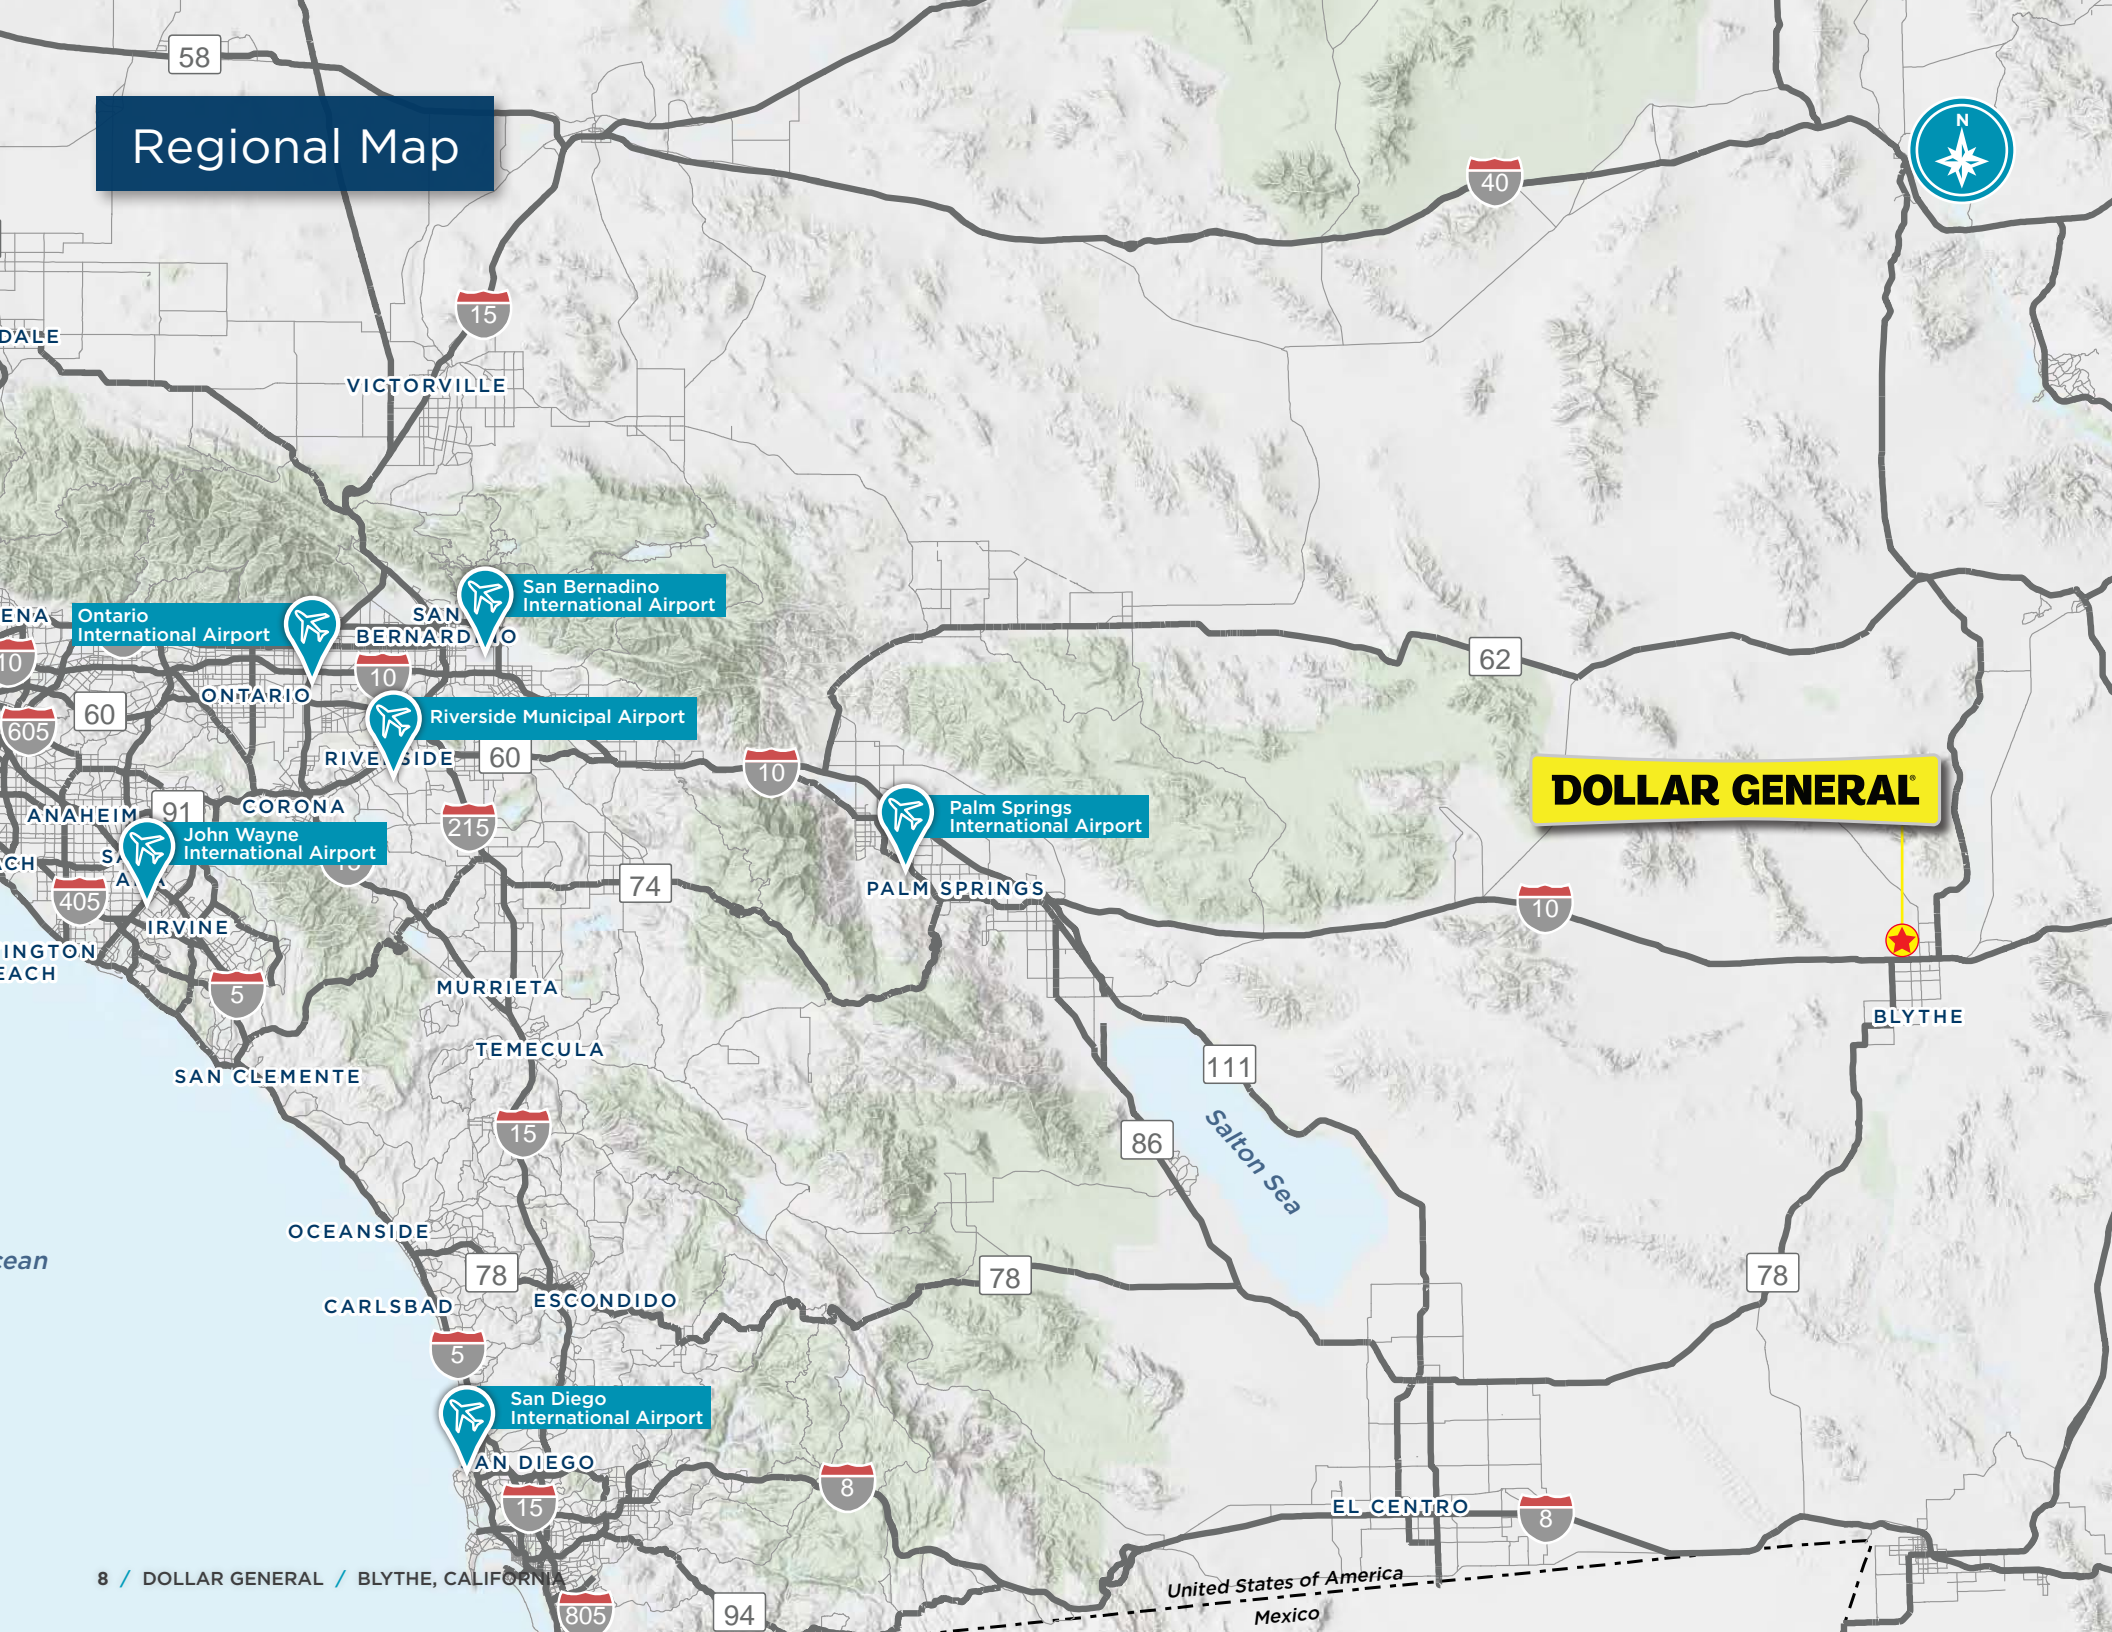 58
Regional Map
N
40
15
DALE
VICTORVILLE
San Bernadino
International Airport
ENA
Ontario
International Airport
SAN
BERNARD
O
10
10
62
ONTARIO
60
605
Riverside Municipal Airport
RIVE
SIDE
60
10
DOLLAR GENERAL®
ANAHEIM
91
CORONA
215
Palm Springs
International Airport
John Wayne
International Airport
ACH
74
PALM SPRINGS
405
10
IRVINE
INGTON
EACH
5
MURRIETA
BLYTHE
TEMECULA
SAN CLEMENTE
111
15
86
Salton Sea
OCEANSIDE
cean
78
78
78
CARLSBAD
ESCONDIDO
5
San Diego
International Airport
AN DIEGO
8
15
EL CENTRO
8
8 / DOLLAR GENERAL / BLYTHE, CALIFORNIA
United States of America
Mexico
805
94